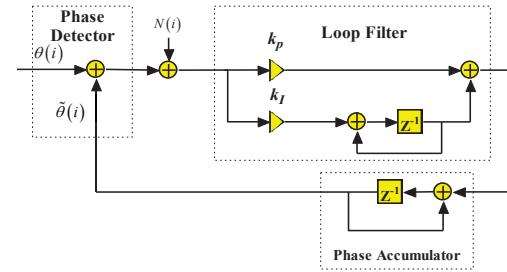 Phase
Detector
N(i)
θ(i)
k_p
Loop Filter
k_I
θ̃(i)
Z⁻¹
Z⁻¹
Phase Accumulator